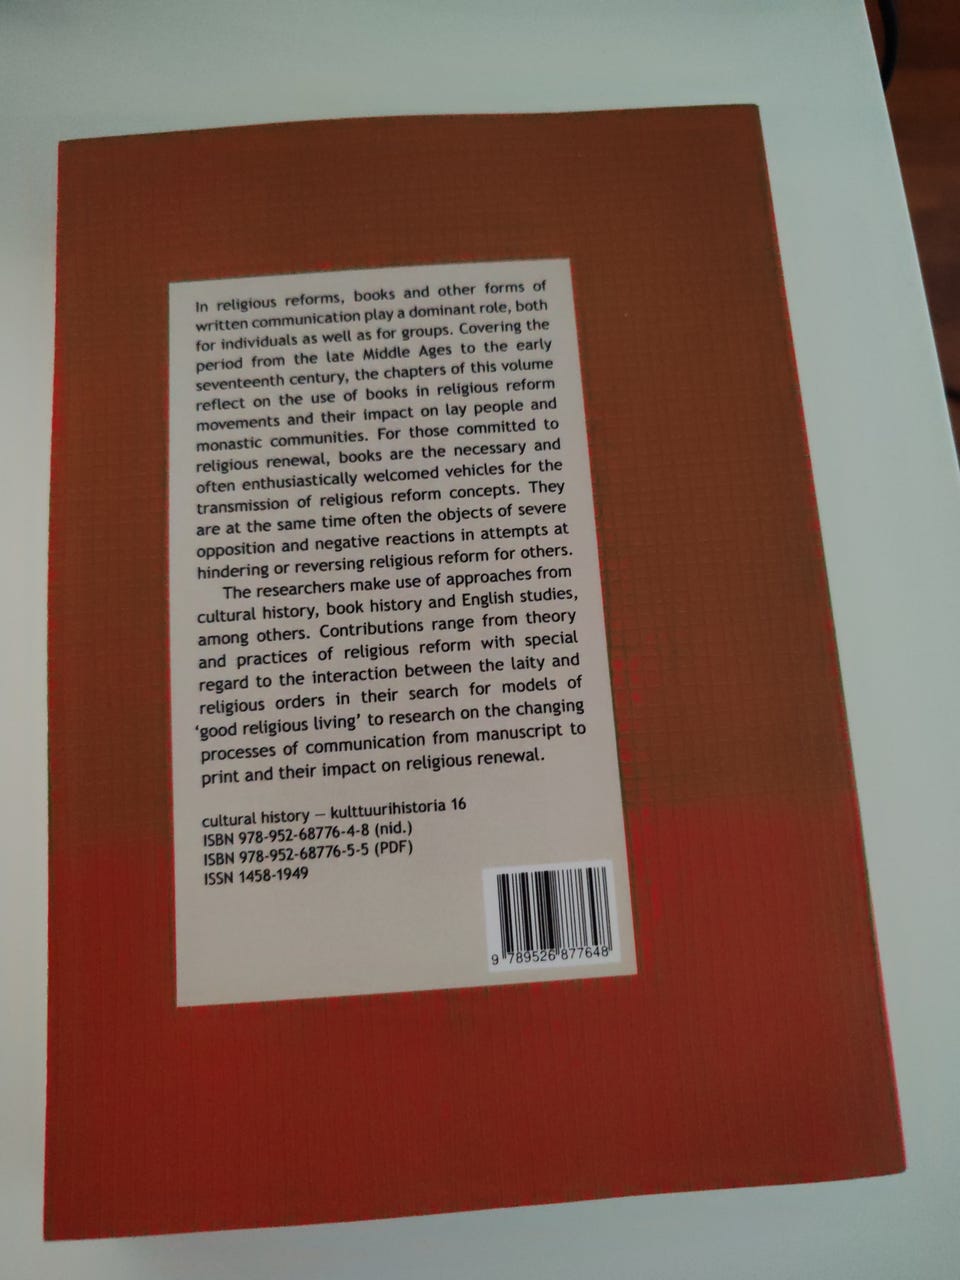 In religious reforms, books and other forms of
written communication play a dominant role, both
for individuals as well as for groups. Covering the
period from the late Middle Ages to the early
seventeenth century, the chapters of this volume
reflect on the use of books in religious reform
movements and their impact on lay people and
monastic communities. For those committed to
religious renewal, books are the necessary and
often enthusiastically welcomed vehicles for the
transmission of religious reform concepts. They
are at the same time often the objects of severe
opposition and negative reactions in attempts at
hindering or reversing religious reform for others.
The researchers make use of approaches from
cultural history, book history and English studies,
among others. Contributions range from theory
and practices of religious reform with special
regard to the interaction between the laity and
religious orders in their search for models of
‘good religious living’ to research on the changing
processes of communication from manuscript to
print and their impact on religious renewal.
cultural history — kulttuurihistoria 16
ISBN 978-952-68776-4-8 (nid.)
ISBN 978-952-68776-5-5 (PDF)
ISSN 1458-1949
9 789526 877648